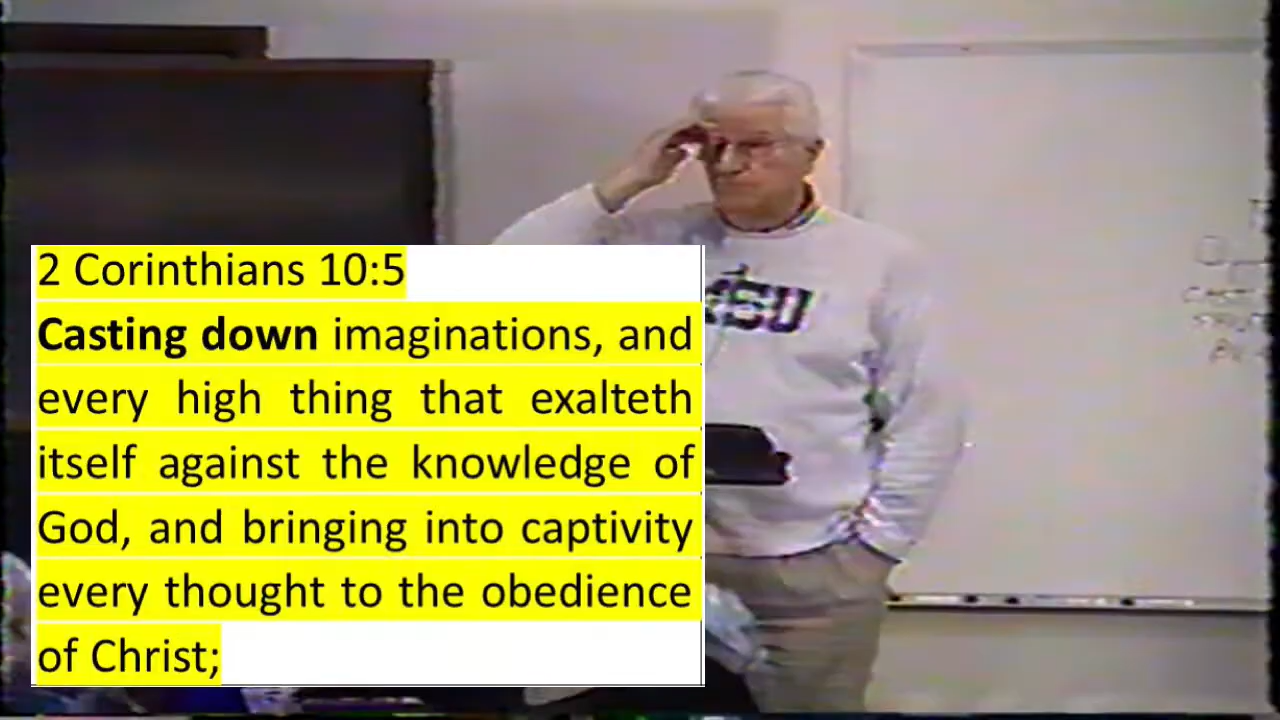 2 Corinthians 10:5
Casting down imaginations, and
every high thing that exalteth
itself against the knowledge of
God, and bringing into captivity
every thought to the obedience
of Christ;